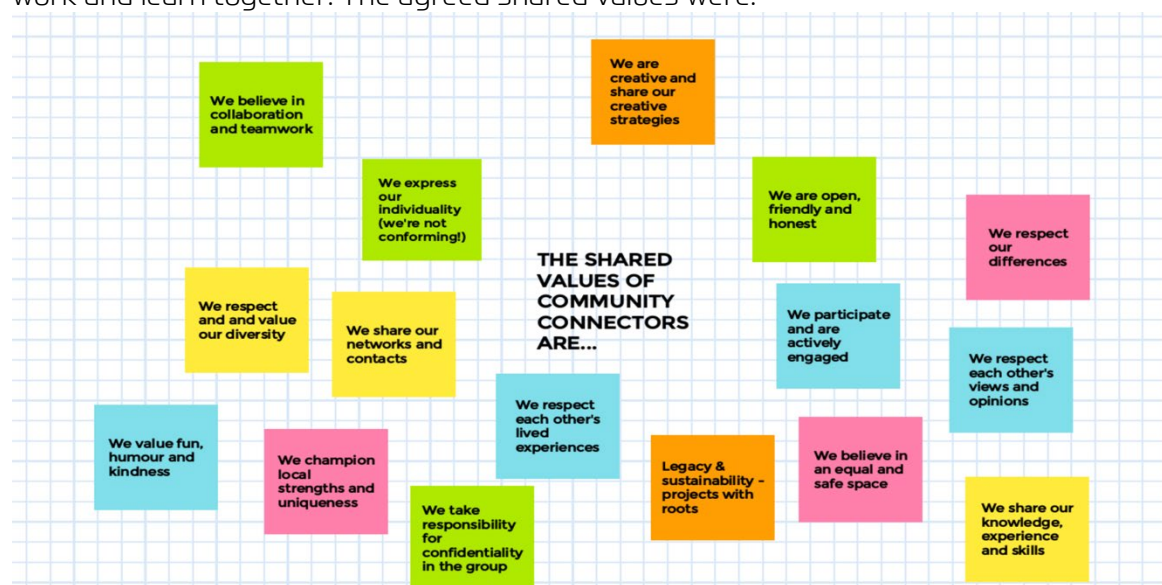 work and learn together. The agreed shared values were:
We are
creative and
share our
creative
strategies
We believe in
collaboration
and teamwork
We express
our
individuality
(we're not
conforming!)
We are open,
friendly and
honest
We respect
our
differences
THE SHARED
VALUES OF
COMMUNITY
CONNECTORS
ARE...
We respect
and and value
our diversity
We share our
networks and
contacts
We participate
and are
actively
engaged
We respect
each other's
views and
opinions
We respect
each other's
lived
experiences
We value fun,
humour and
kindness
We champion
local
strengths and
uniqueness
We believe in
an equal and
safe space
Legacy &
sustainability -
projects with
roots
We take
responsibility
for
confidentiality
in the group
We share our
knowledge,
experience
and skills